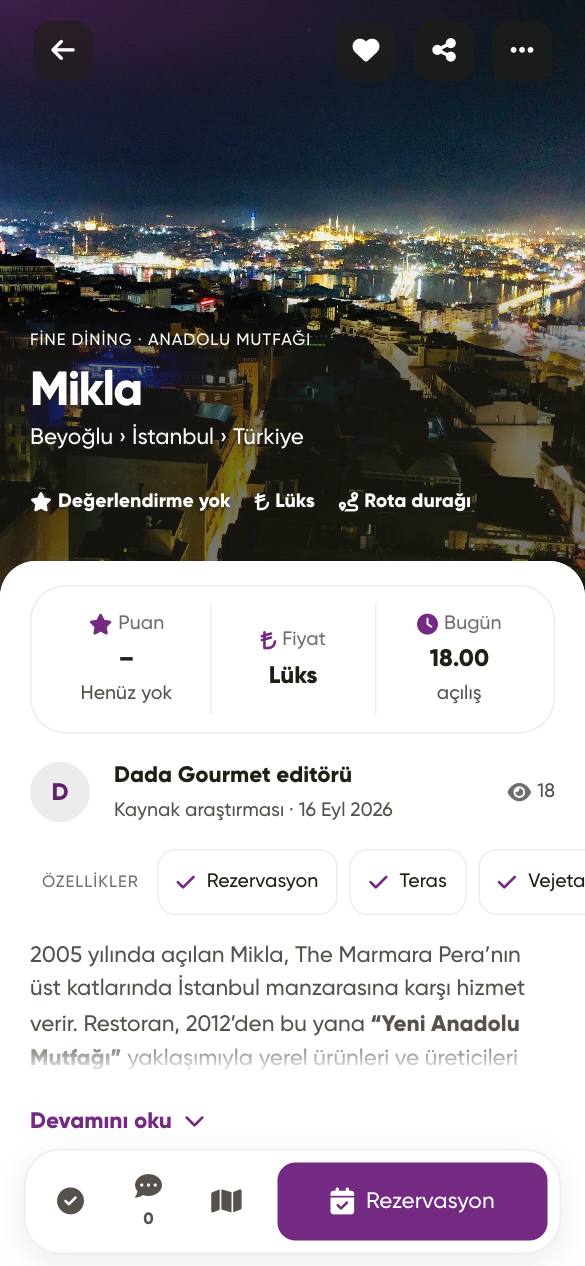 FİNE DİNİNG · ANADOLU MUTFAĞI
Mikla
Beyoğlu › İstanbul › Türkiye
Değerlendirme yok ₺ Lüks Rota durağı
Puan
–
Henüz yok
₺ Fiyat
Lüks
Bugün
18.00
açılış
D
Dada Gourmet editörü
Kaynak araştırması · 16 Eyl 2026
18
ÖZELLİKLER
Rezervasyon
Teras
Vejeta
2005 yılında açılan Mikla, The Marmara Pera’nın
üst katlarında İstanbul manzarasına karşı hizmet
verir. Restoran, 2012’den bu yana “Yeni Anadolu
Mutfağı” yaklaşımıyla yerel ürünleri ve üreticileri
Devamını oku
0
Rezervasyon